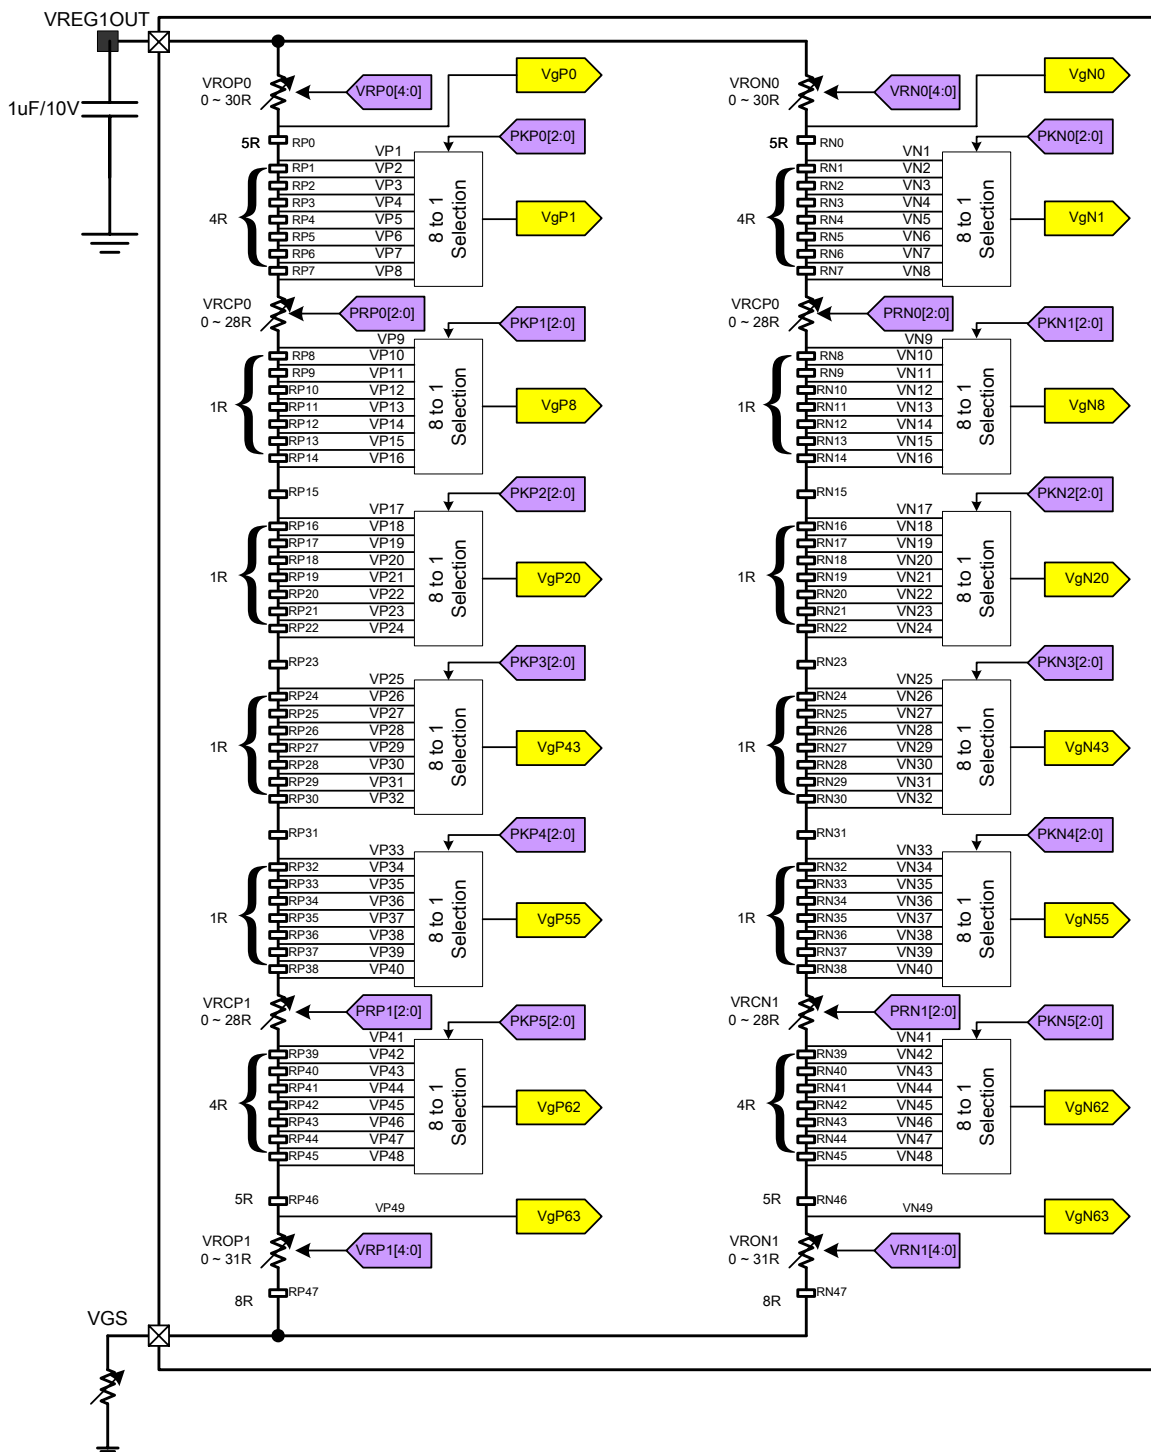 VREG1OUT
1uF/10V
VROP0
0 ~ 30R
VRP0[4:0]
VgP0
5R
RP0
PKP0[2:0]
VP1
RP1
VP2
RP2
VP3
RP3
VP4
4R
RP4
VP5
RP5
VP6
RP6
VP7
RP7
VP8
8 to 1
Selection
VgP1
VRCP0
0 ~ 28R
PRP0[2:0]
PKP1[2:0]
VP9
RP8
VP10
RP9
VP11
RP10
VP12
1R
RP11
VP13
RP12
VP14
RP13
VP15
RP14
VP16
8 to 1
Selection
VgP8
RP15
PKP2[2:0]
VP17
RP16
VP18
RP17
VP19
RP18
VP20
1R
RP19
VP21
RP20
VP22
RP21
VP23
RP22
VP24
8 to 1
Selection
VgP20
RP23
PKP3[2:0]
VP25
RP24
VP26
RP25
VP27
RP26
VP28
1R
RP27
VP29
RP28
VP30
RP29
VP31
RP30
VP32
8 to 1
Selection
VgP43
RP31
PKP4[2:0]
VP33
RP32
VP34
RP33
VP35
RP34
VP36
1R
RP35
VP37
RP36
VP38
RP37
VP39
RP38
VP40
8 to 1
Selection
VgP55
VRCP1
0 ~ 28R
PRP1[2:0]
PKP5[2:0]
VP41
RP39
VP42
RP40
VP43
RP41
VP44
4R
RP42
VP45
RP43
VP46
RP44
VP47
RP45
VP48
8 to 1
Selection
VgP62
5R
RP46
VP49
VgP63
VROP1
0 ~ 31R
VRP1[4:0]
8R
RP47
VGS
VRON0
0 ~ 30R
VRN0[4:0]
VgN0
5R
RN0
PKN0[2:0]
VN1
RN1
VN2
RN2
VN3
RN3
VN4
4R
RN4
VN5
RN5
VN6
RN6
VN7
RN7
VN8
8 to 1
Selection
VgN1
VRCP0
0 ~ 28R
PRN0[2:0]
PKN1[2:0]
VN9
RN8
VN10
RN9
VN11
RN10
VN12
1R
RN11
VN13
RN12
VN14
RN13
VN15
RN14
VN16
8 to 1
Selection
VgN8
RN15
PKN2[2:0]
VN17
RN16
VN18
RN17
VN19
RN18
VN20
1R
RN19
VN21
RN20
VN22
RN21
VN23
RN22
VN24
8 to 1
Selection
VgN20
RN23
PKN3[2:0]
VN25
RN24
VN26
RN25
VN27
RN26
VN28
1R
RN27
VN29
RN28
VN30
RN29
VN31
RN30
VN32
8 to 1
Selection
VgN43
RN31
PKN4[2:0]
VN33
RN32
VN34
RN33
VN35
RN34
VN36
1R
RN35
VN37
RN36
VN38
RN37
VN39
RN38
VN40
8 to 1
Selection
VgN55
VRCN1
0 ~ 28R
PRN1[2:0]
PKN5[2:0]
VN41
RN39
VN42
RN40
VN43
RN41
VN44
4R
RN42
VN45
RN43
VN46
RN44
VN47
RN45
VN48
8 to 1
Selection
VgN62
5R
RN46
VN49
VgN63
VRON1
0 ~ 31R
VRN1[4:0]
8R
RN47